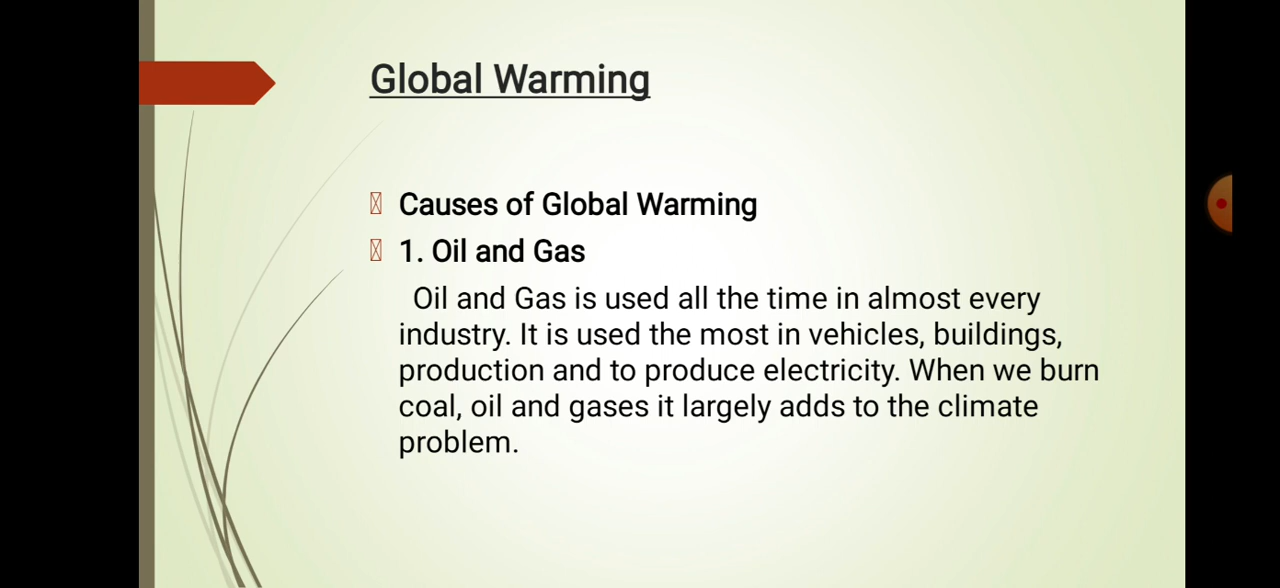 Global Warming
Causes of Global Warming
1. Oil and Gas
Oil and Gas is used all the time in almost every
industry. It is used the most in vehicles, buildings,
production and to produce electricity. When we burn
coal, oil and gases it largely adds to the climate
problem.